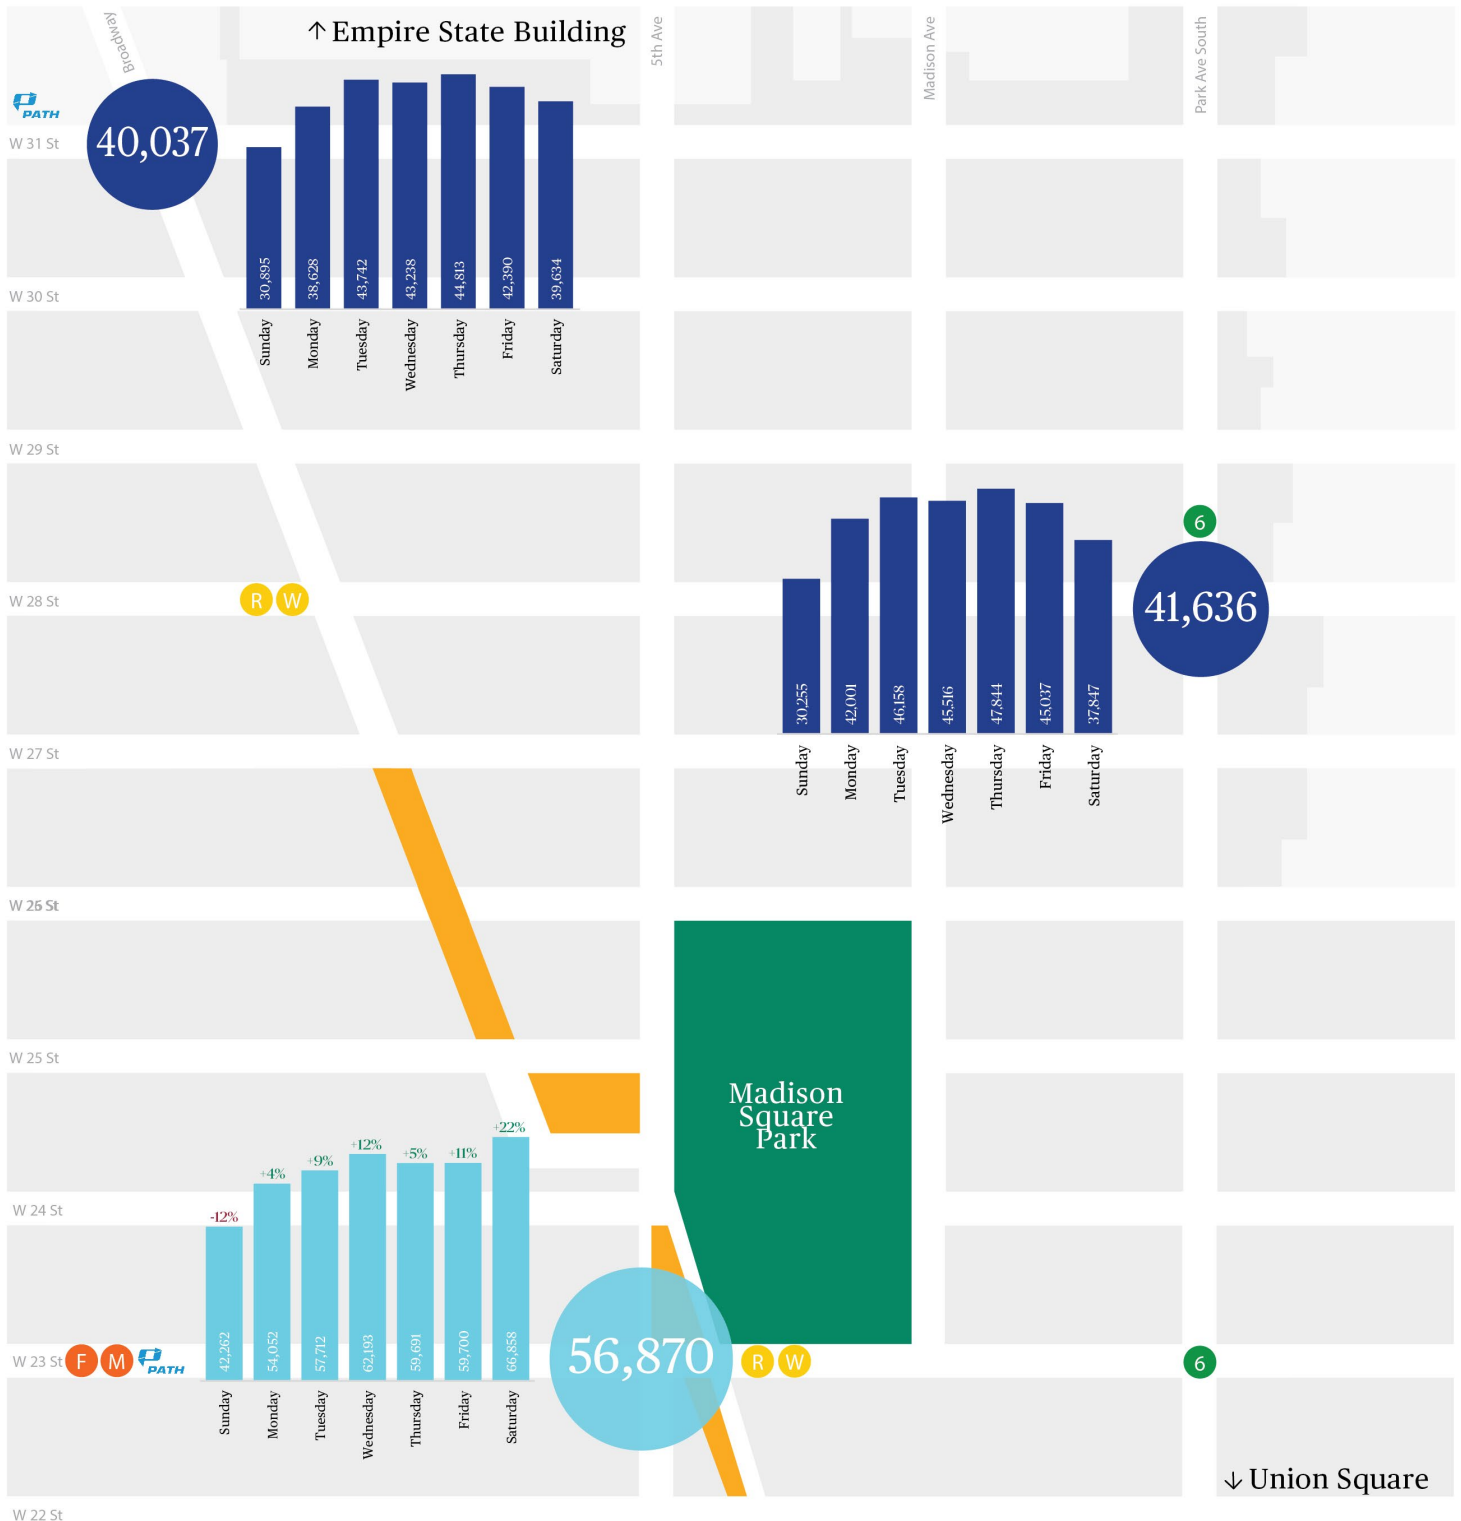 ↑ Empire State Building
Broadway
5th Ave
Madison Ave
Park Ave South
PATH
W 31 St
40,037
30,895
38,628
43,742
43,238
44,813
42,390
39,634
W 30 St
Sunday
Monday
Tuesday
Wednesday
Thursday
Friday
Saturday
W 29 St
6
W 28 St
R
W
41,636
30,255
42,001
46,158
45,516
47,844
45,037
37,847
W 27 St
Sunday
Monday
Tuesday
Wednesday
Thursday
Friday
Saturday
W 26 St
W 25 St
Madison
Square
Park
-12%
+4%
+9%
+12%
+5%
+11%
+22%
W 24 St
42,262
54,052
57,712
62,193
59,691
59,700
66,858
56,870
W 23 St
F
M
PATH
R
W
6
Sunday
Monday
Tuesday
Wednesday
Thursday
Friday
Saturday
↓ Union Square
W 22 St